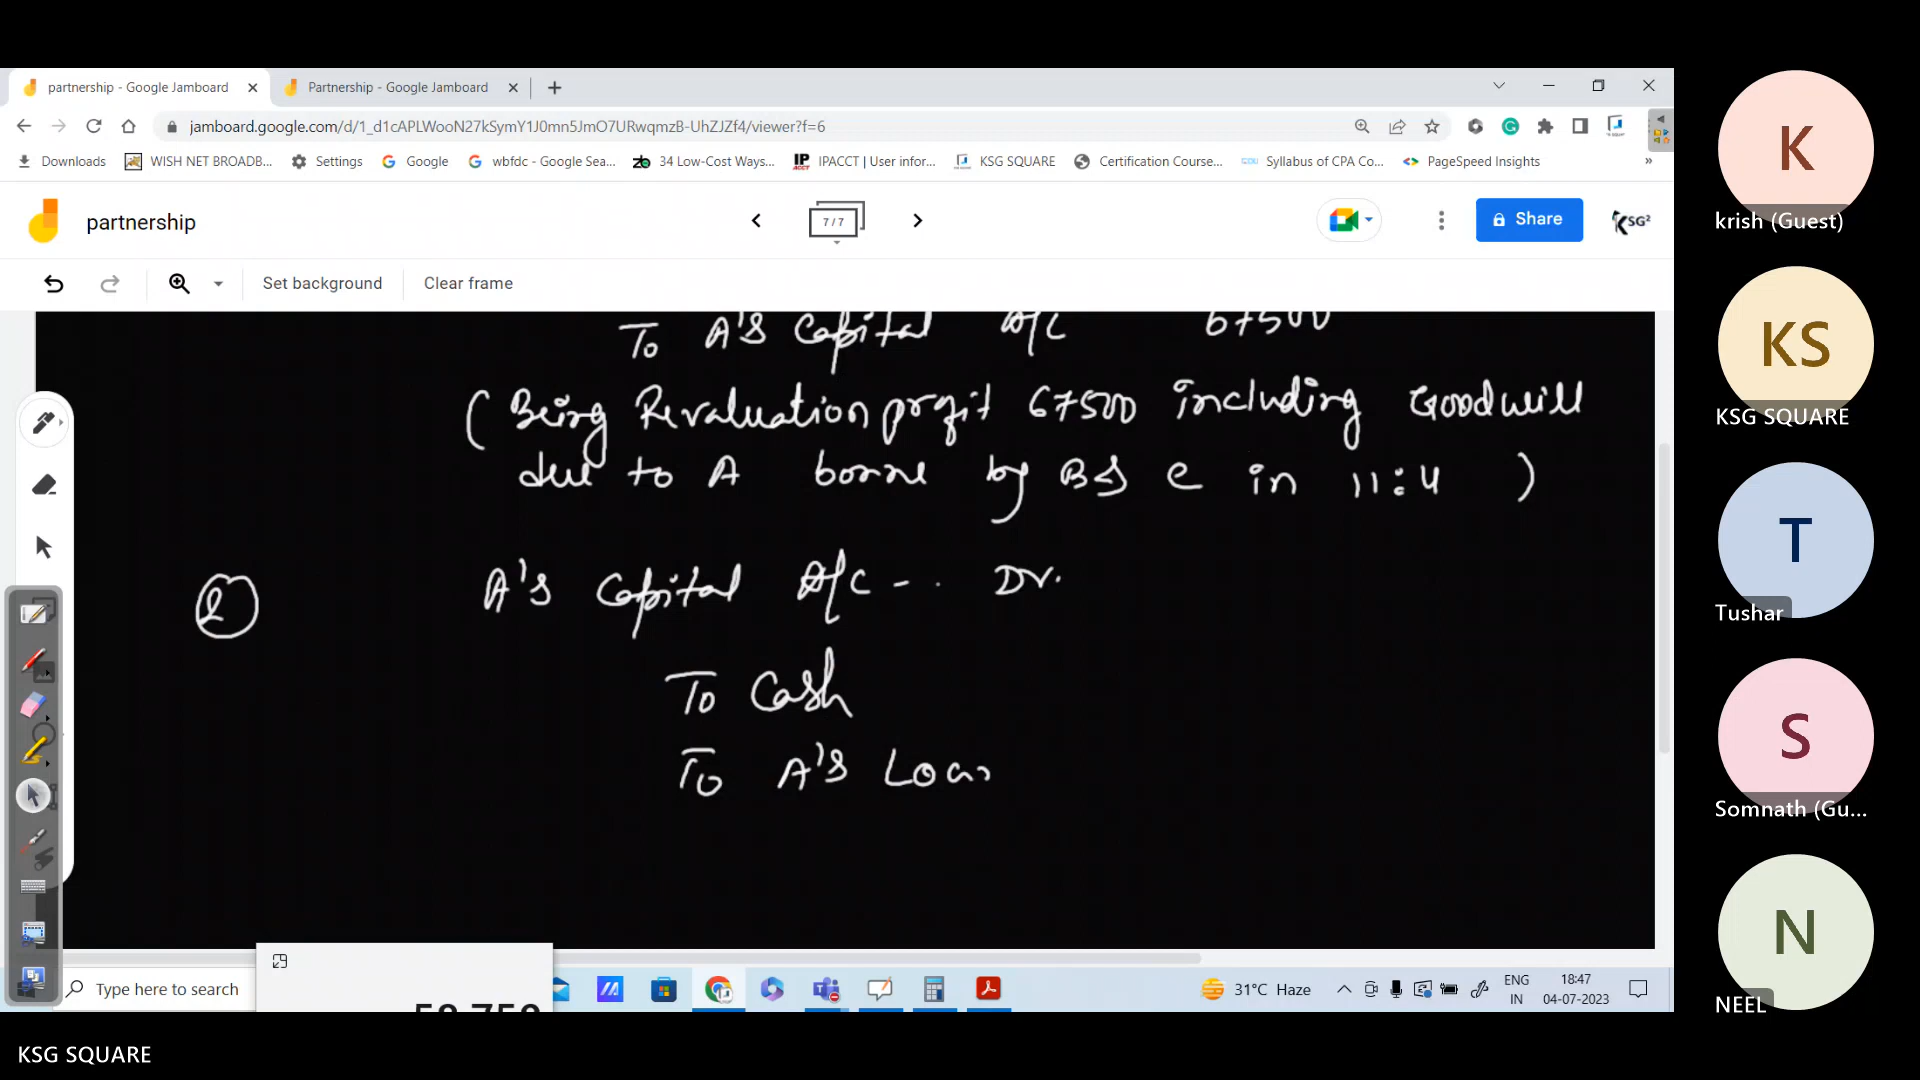 partnership - Google Jamboard
Partnership - Google Jamboard
jamboard.google.com/d/1_d1cAPLWooN27kSymY1J0mn5JmO7URwqmzB-UhZJZf4/viewer?f=6
Downloads
WISH NET BROADB...
Settings
Google
wbfdc - Google Sea...
34 Low-Cost Ways...
IPACCT | User infor...
KSG SQUARE
Certification Course...
Syllabus of CPA Co...
PageSpeed Insights
»
partnership
7 / 7
Share
KSG²
Set background
Clear frame
To A's Capital A/C 67500
( Being Revaluation profit 67500 including Goodwill
due to A borne by B & C in 11:4 )
2 A's Capital A/C - . Dr.
To Cash
To A's Loan
Type here to search
31°C Haze
ENG
IN
18:47
04-07-2023
K
krish (Guest)
KS
KSG SQUARE
T
Tushar
S
Somnath (Gu...
N
NEEL
KSG SQUARE